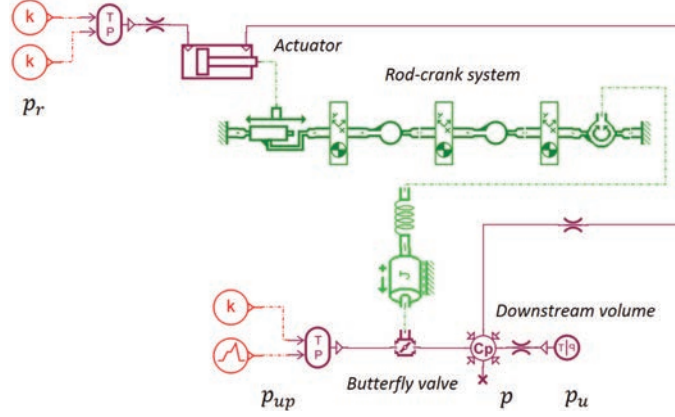 k
T
P
k
Actuator
p_r
Rod-crank system
J
k
T
P
Downstream volume
Cp
T|P
Butterfly valve
p_up
p
p_u